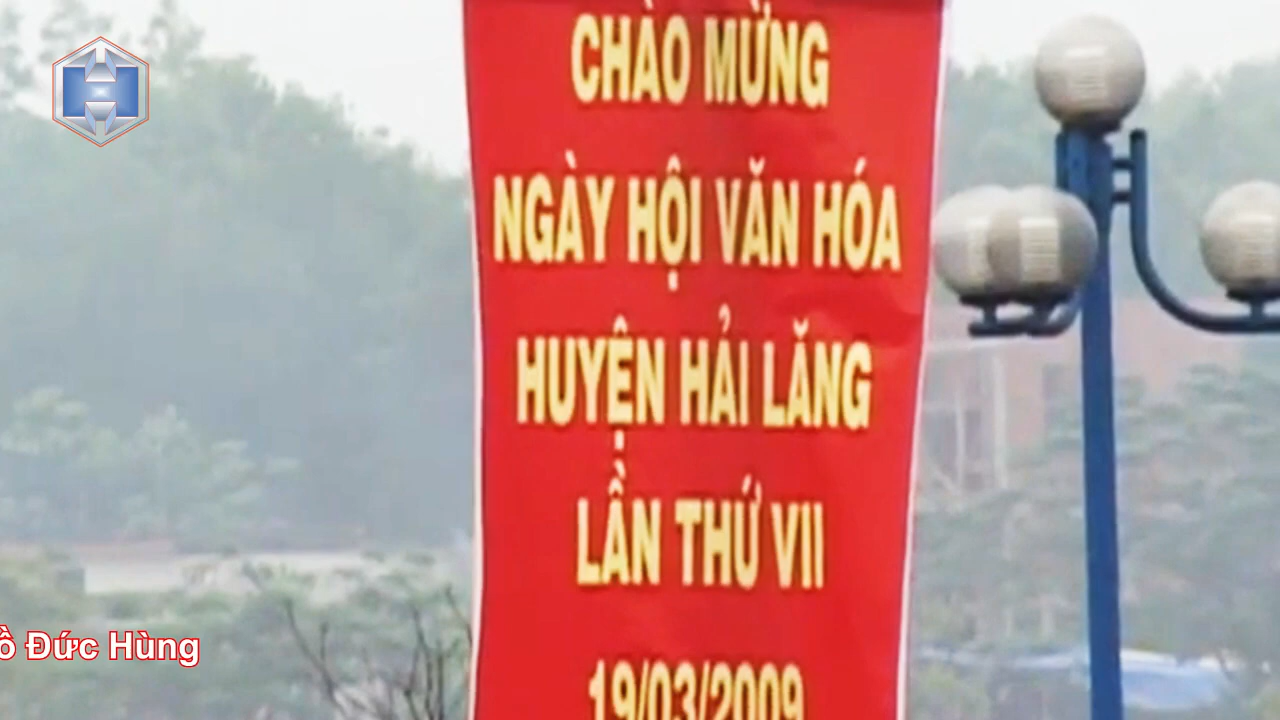 CHÀO MỪNG
NGÀY HỘI VĂN HÓA
HUYỆN HẢI LĂNG
LẦN THỨ VII
19/03/2009
Đức Hùng